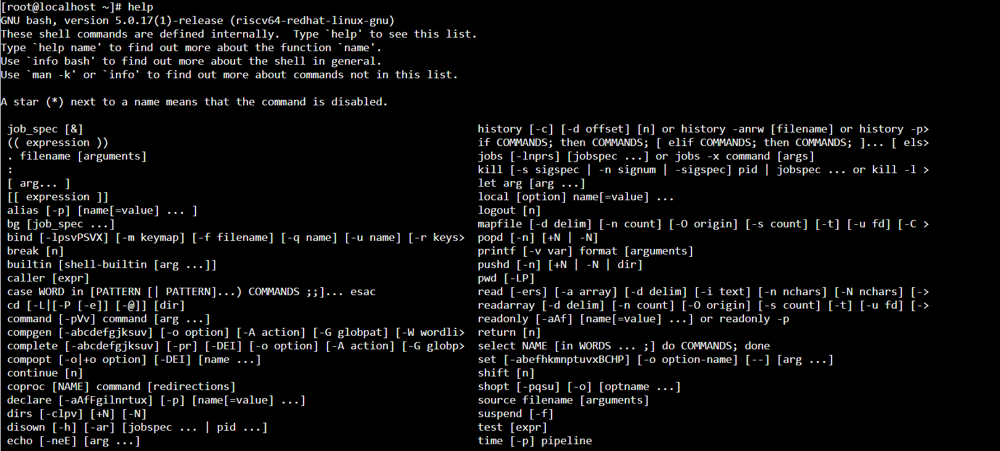 [root@localhost ~]# help
GNU bash, version 5.0.17(1)-release (riscv64-redhat-linux-gnu)
These shell commands are defined internally.  Type `help' to see this list.
Type `help name' to find out more about the function `name'.
Use `info bash' to find out more about the shell in general.
Use `man -k' or `info' to find out more about commands not in this list.

A star (*) next to a name means that the command is disabled.

 job_spec [&]                                                              history [-c] [-d offset] [n] or history -anrw [filename] or history -p>
 (( expression ))                                                          if COMMANDS; then COMMANDS; [ elif COMMANDS; then COMMANDS; ]... [ els>
 . filename [arguments]                                                    jobs [-lnprs] [jobspec ...] or jobs -x command [args]
 :                                                                         kill [-s sigspec | -n signum | -sigspec] pid | jobspec ... or kill -l >
 [ arg... ]                                                                let arg [arg ...]
 [[ expression ]]                                                          local [option] name[=value] ...
 alias [-p] [name[=value] ... ]                                            logout [n]
 bg [job_spec ...]                                                         mapfile [-d delim] [-n count] [-O origin] [-s count] [-t] [-u fd] [-C >
 bind [-lpsvPSVX] [-m keymap] [-f filename] [-q name] [-u name] [-r keys>  popd [-n] [+N | -N]
 break [n]                                                                 printf [-v var] format [arguments]
 builtin [shell-builtin [arg ...]]                                         pushd [-n] [+N | -N | dir]
 caller [expr]                                                             pwd [-LP]
 case WORD in [PATTERN [| PATTERN]...) COMMANDS ;;]... esac                read [-ers] [-a array] [-d delim] [-i text] [-n nchars] [-N nchars] [->
 cd [-L|[-P [-e]] [-@]] [dir]                                              readarray [-d delim] [-n count] [-O origin] [-s count] [-t] [-u fd] [->
 command [-pVv] command [arg ...]                                          readonly [-aAf] [name[=value] ...] or readonly -p
 compgen [-abcdefgjksuv] [-o option] [-A action] [-G globpat] [-W wordli>  return [n]
 complete [-abcdefgjksuv] [-pr] [-DEI] [-o option] [-A action] [-G globp>  select NAME [in WORDS ... ;] do COMMANDS; done
 compopt [-o|+o option] [-DEI] [name ...]                                  set [-abefhkmnptuvxBCHP] [-o option-name] [--] [arg ...]
 continue [n]                                                              shift [n]
 coproc [NAME] command [redirections]                                      shopt [-pqsu] [-o] [optname ...]
 declare [-aAfFgilnrtux] [-p] [name[=value] ...]                           source filename [arguments]
 dirs [-clpv] [+N] [-N]                                                    suspend [-f]
 disown [-h] [-ar] [jobspec ... | pid ...]                                 test [expr]
 echo [-neE] [arg ...]                                                     time [-p] pipeline